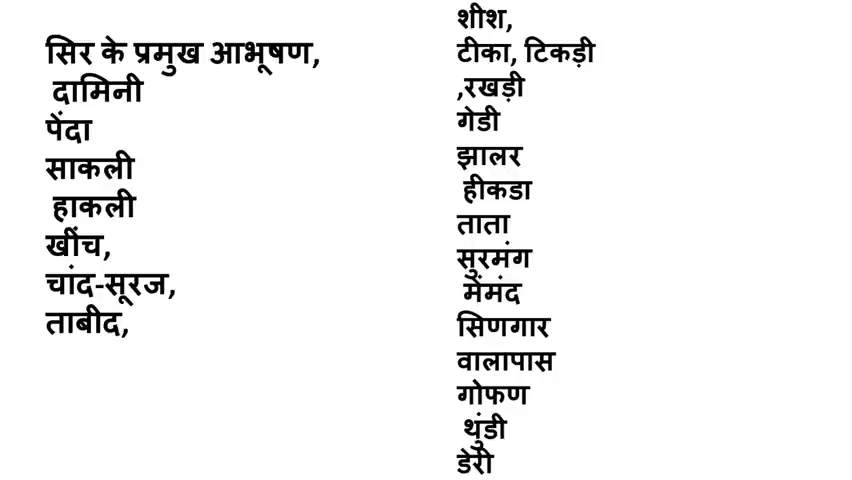 सिर के प्रमुख आभूषण,
दामिनी
पेंदा
साकली
हाकली
खींच,
चांद-सूरज,
ताबीद,
शीश,
टीका, टिकड़ी
,रखड़ी
गेडी
झालर
हीकडा
ताता
सुरमंग
मेंमंद
सिणगार
वालापास
गोफण
थुंडी
डेरी